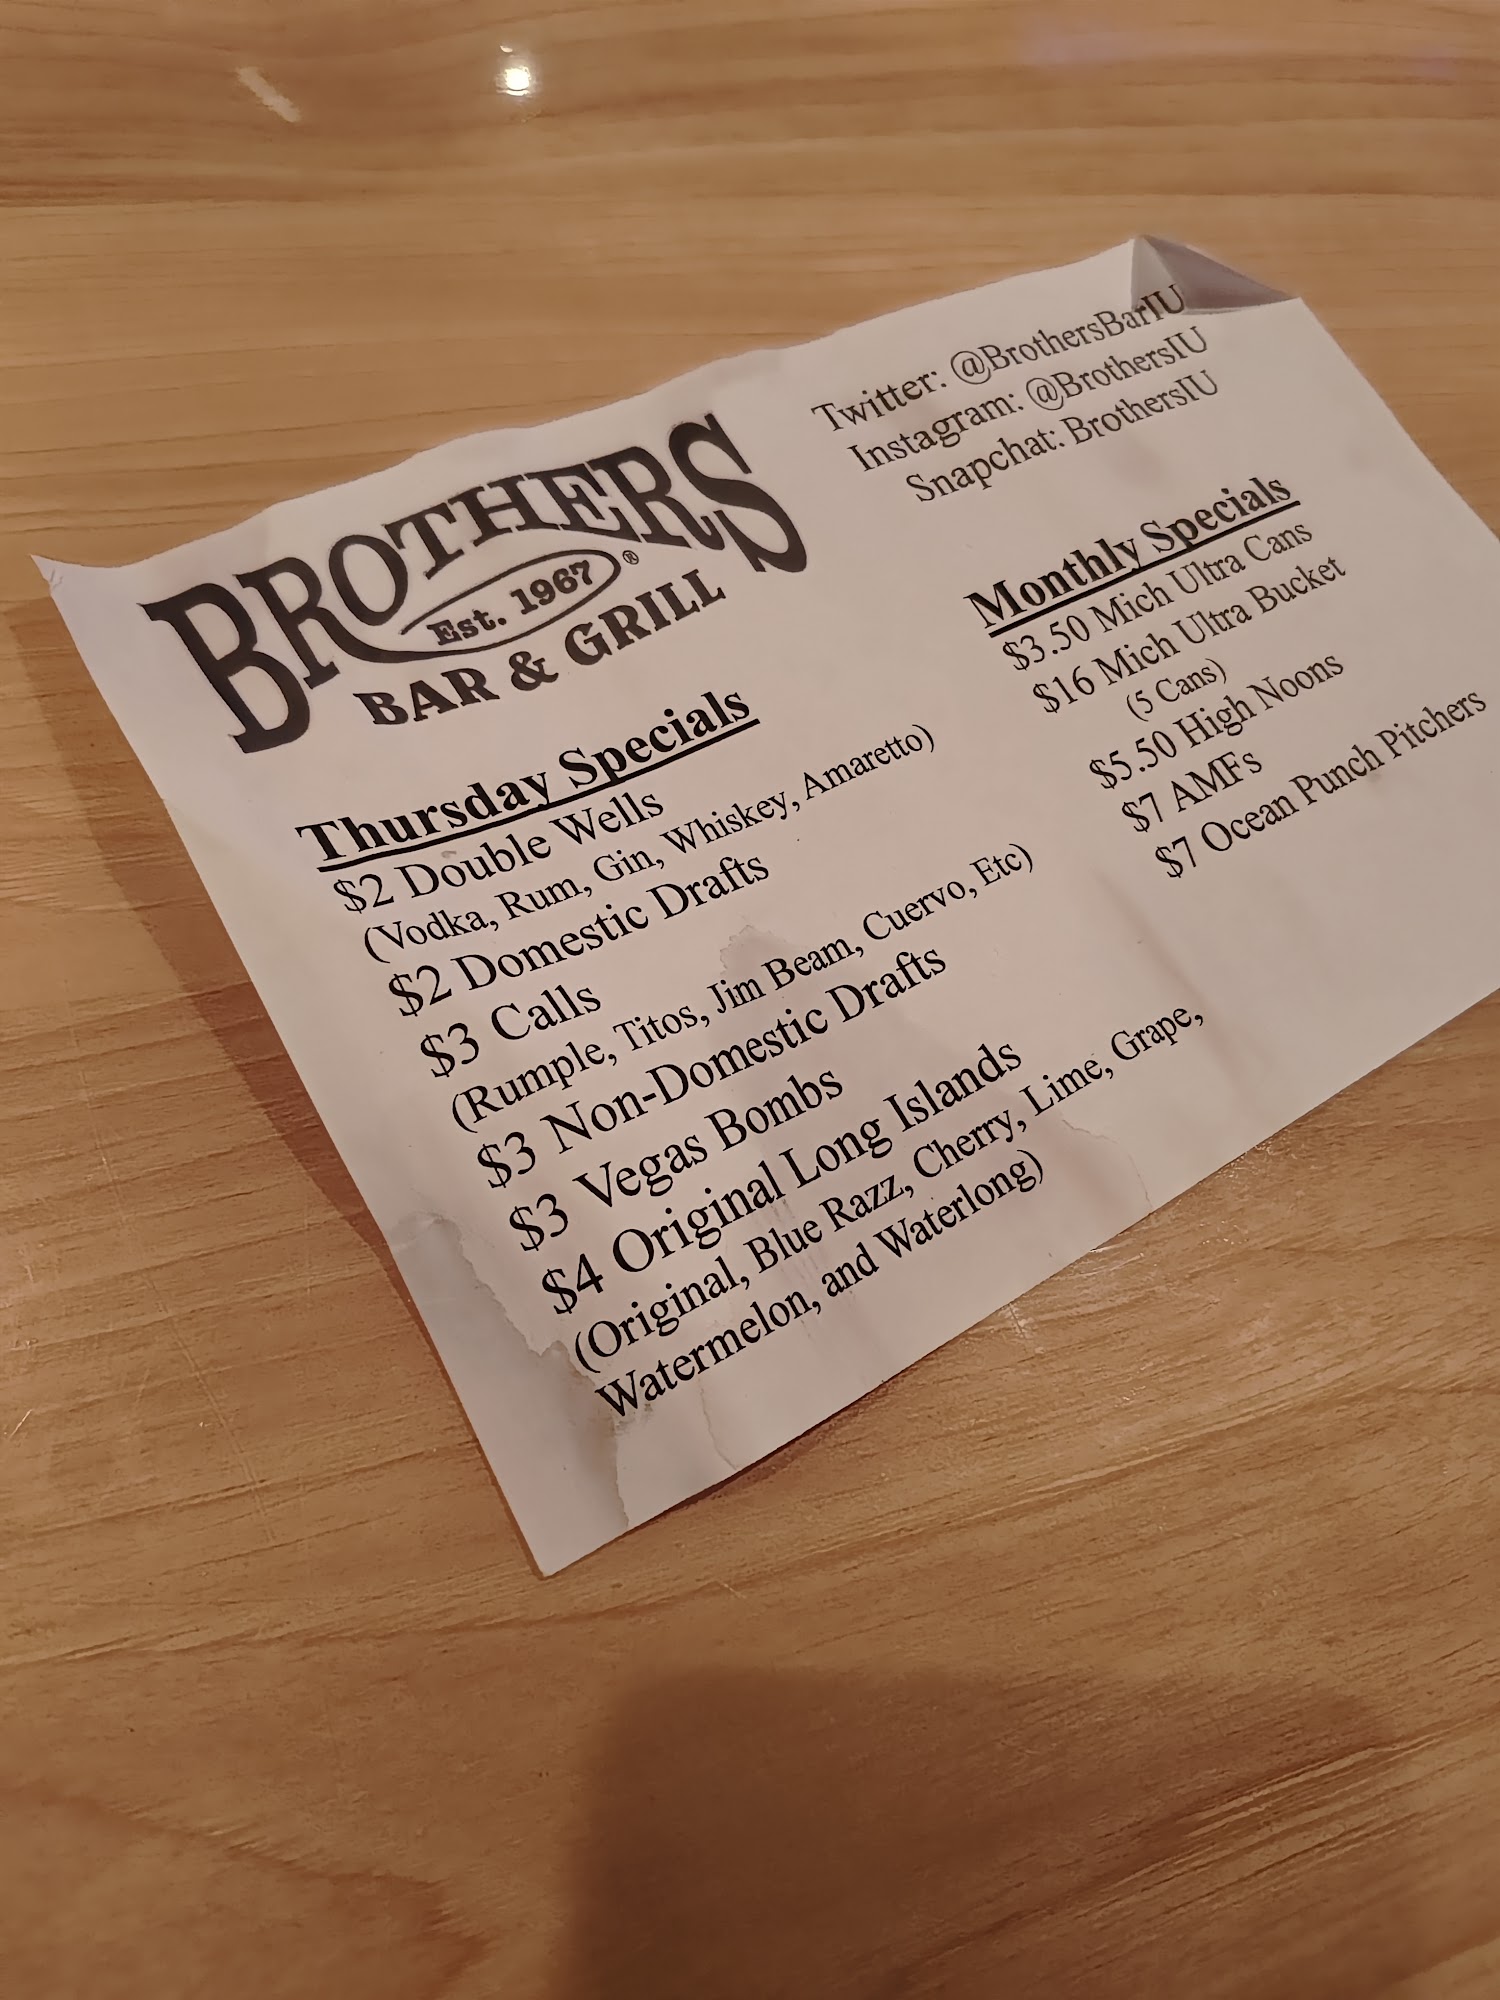 BROTHERS
Est. 1967 ®
BAR & GRILL
Twitter: @BrothersBarIU
Instagram: @BrothersIU
Snapchat: BrothersIU
Thursday Specials
$2 Double Wells
(Vodka, Rum, Gin, Whiskey, Amaretto)
$2 Domestic Drafts
$3 Calls
(Rumple, Titos, Jim Beam, Cuervo, Etc)
$3 Non-Domestic Drafts
$3 Vegas Bombs
$4 Original Long Islands
(Original, Blue Razz, Cherry, Lime, Grape,
Watermelon, and Waterlong)
Monthly Specials
$3.50 Mich Ultra Cans
$16 Mich Ultra Bucket
(5 Cans)
$5.50 High Noons
$7 AMFs
$7 Ocean Punch Pitchers